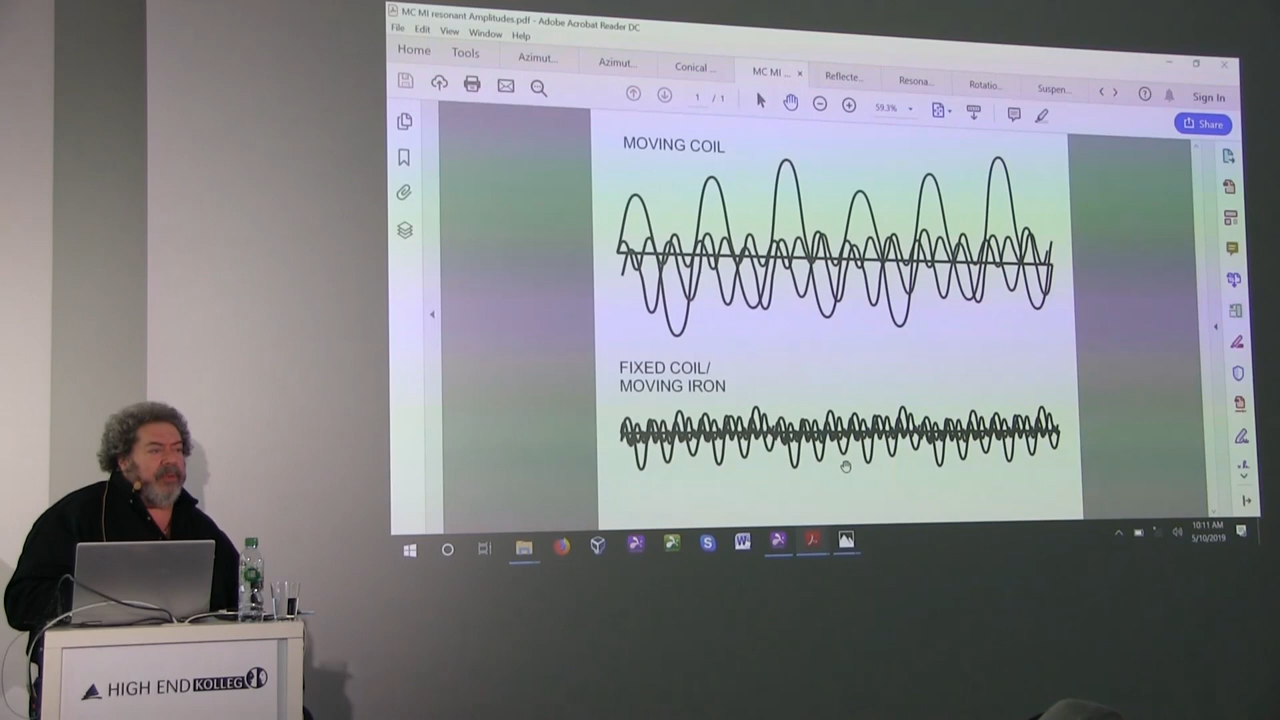 MC MI resonant Amplitudes.pdf - Adobe Acrobat Reader DC
File Edit View Window Help
Home Tools Azimut... Azimut... Conical ... MC MI ... × Reflecte... Resona... Rotatio... Suspen... Sign In
1 / 1 59.3% Share
MOVING COIL
FIXED COIL/
MOVING IRON
10:11 AM
5/10/2019
HIGH END KOLLEG